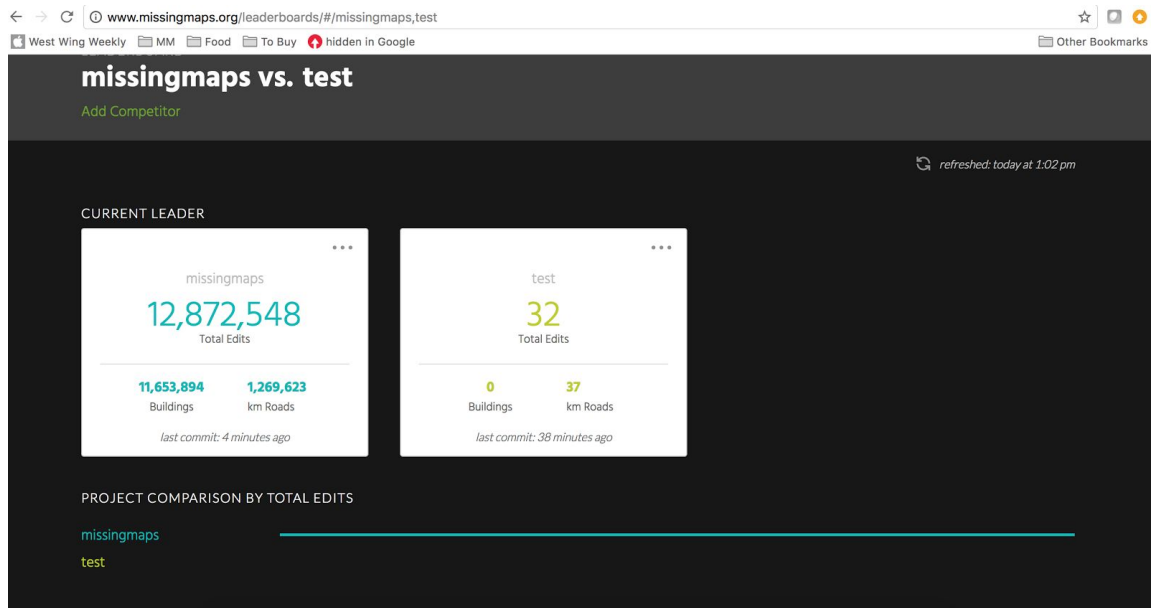 www.missingmaps.org/leaderboards/#/missingmaps,test
West Wing Weekly MM Food To Buy hidden in Google Other Bookmarks
missingmaps vs. test
Add Competitor
refreshed: today at 1:02 pm
CURRENT LEADER
missingmaps test
12,872,548 32
Total Edits Total Edits
11,653,894 1,269,623 0 37
Buildings km Roads Buildings km Roads
last commit: 4 minutes ago last commit: 38 minutes ago
PROJECT COMPARISON BY TOTAL EDITS
missingmaps
test